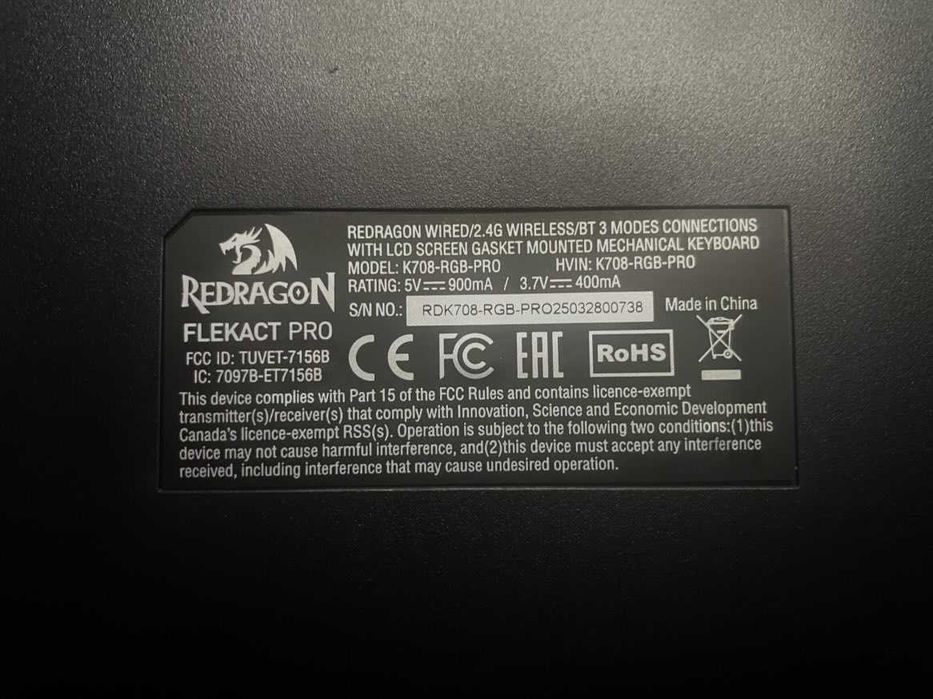 REDRAGON WIRED/2.4G WIRELESS/BT 3 MODES CONNECTIONS
WITH LCD SCREEN GASKET MOUNTED MECHANICAL KEYBOARD
MODEL: K708-RGB-PRO HVIN: K708-RGB-PRO
RATING: 5V⎓900mA / 3.7V⎓400mA
S/N NO.: RDK708-RGB-PRO25032800738 Made in China
REDRAGON
FLEKACT PRO
FCC ID: TUVET-7156B
IC: 7097B-ET7156B
CE FC EAC RoHS
This device complies with Part 15 of the FCC Rules and contains licence-exempt
transmitter(s)/receiver(s) that comply with Innovation, Science and Economic Development
Canada's licence-exempt RSS(s). Operation is subject to the following two conditions:(1)this
device may not cause harmful interference, and(2)this device must accept any interference
received, including interference that may cause undesired operation.